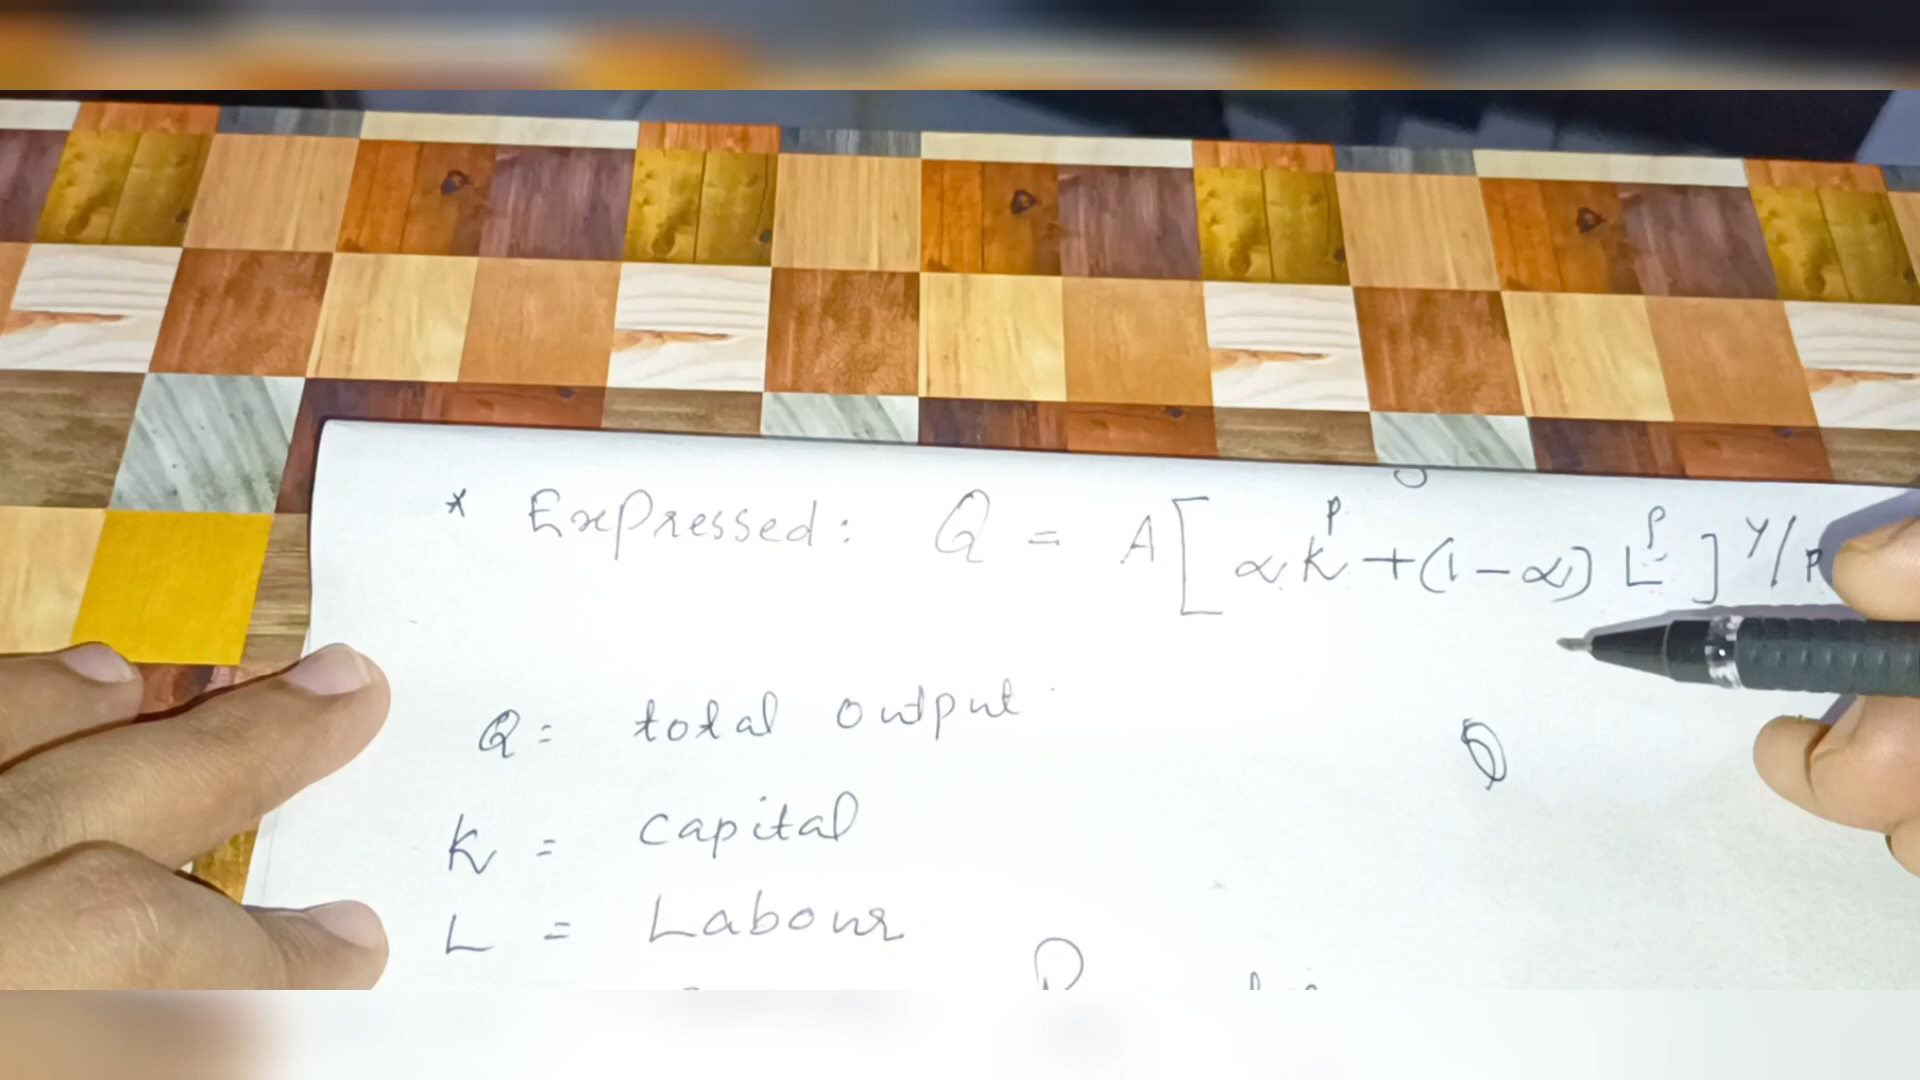 * Expressed: Q = A[αK^ρ + (1-α) L^ρ]^γ/ρ
Q = total output
K = capital
L = Labour